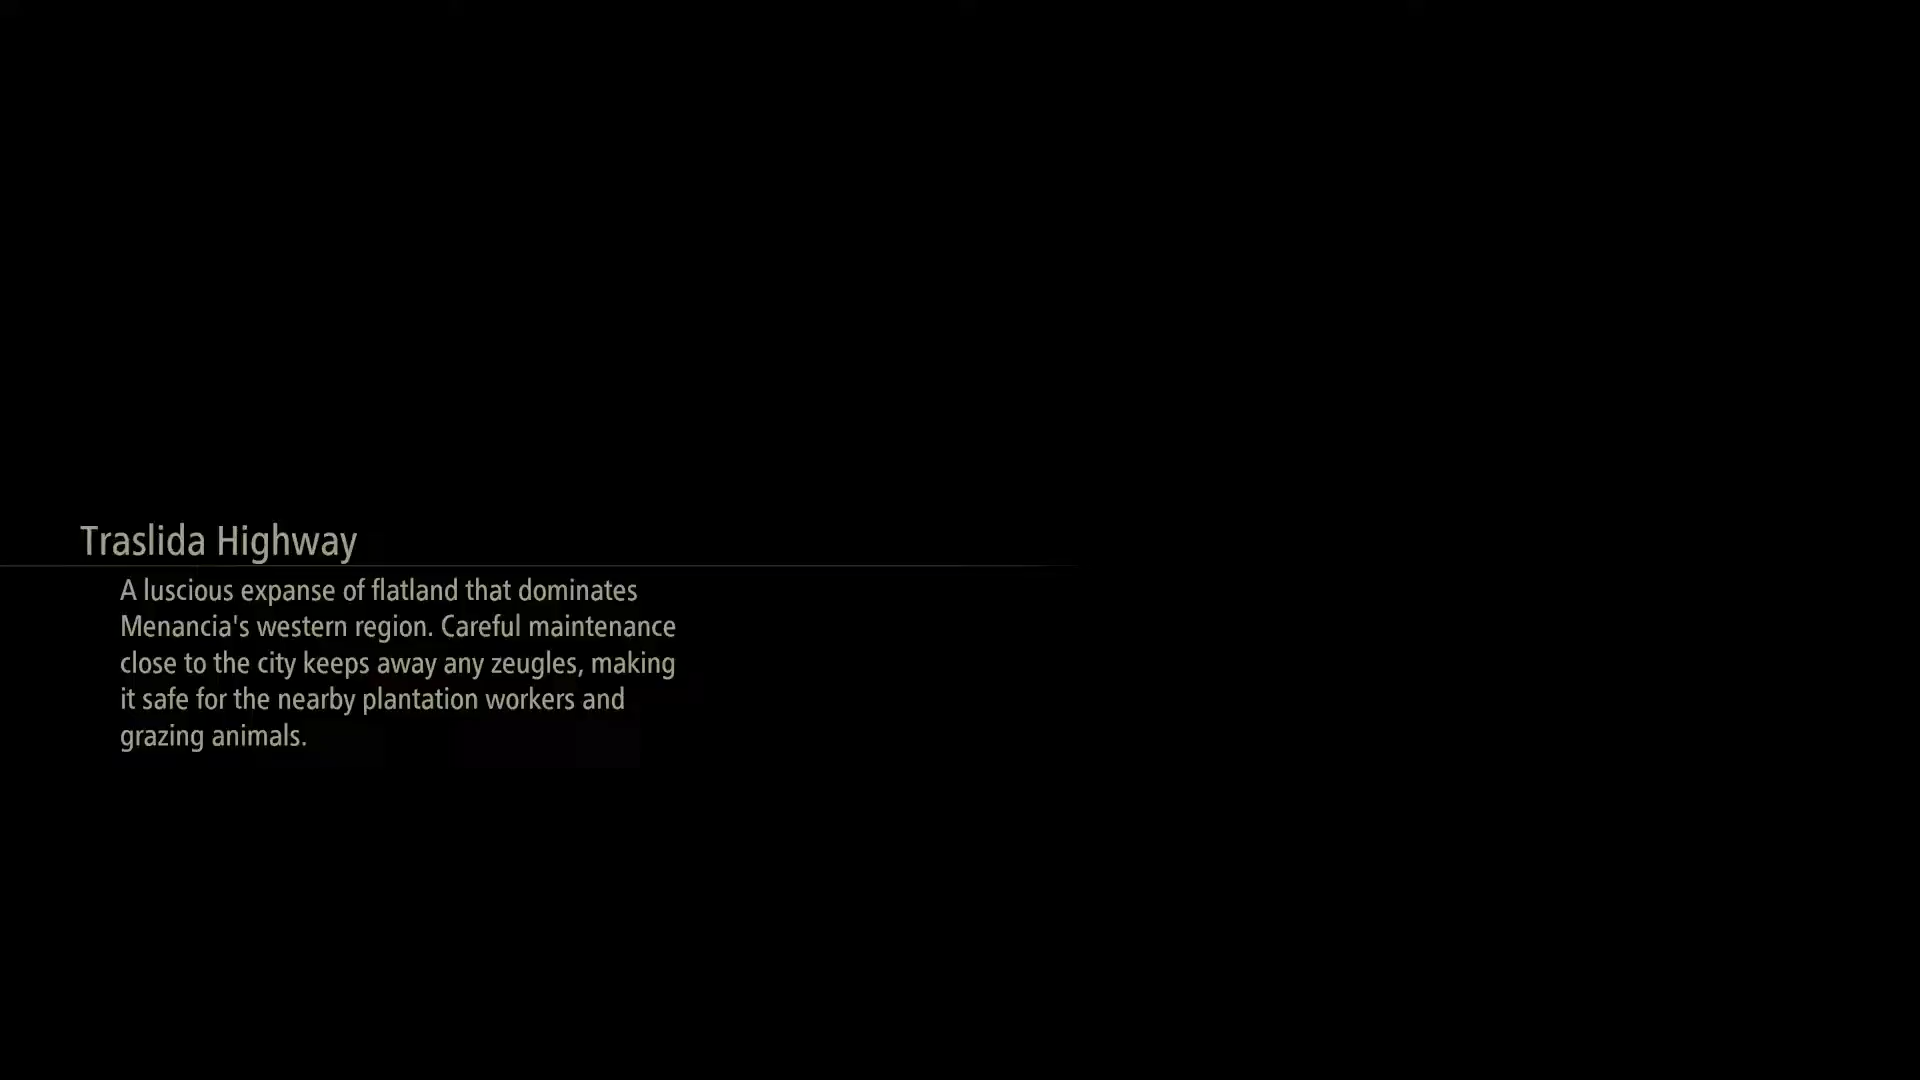 Traslida Highway
A luscious expanse of flatland that dominates
Menancia's western region. Careful maintenance
close to the city keeps away any zeugles, making
it safe for the nearby plantation workers and
grazing animals.